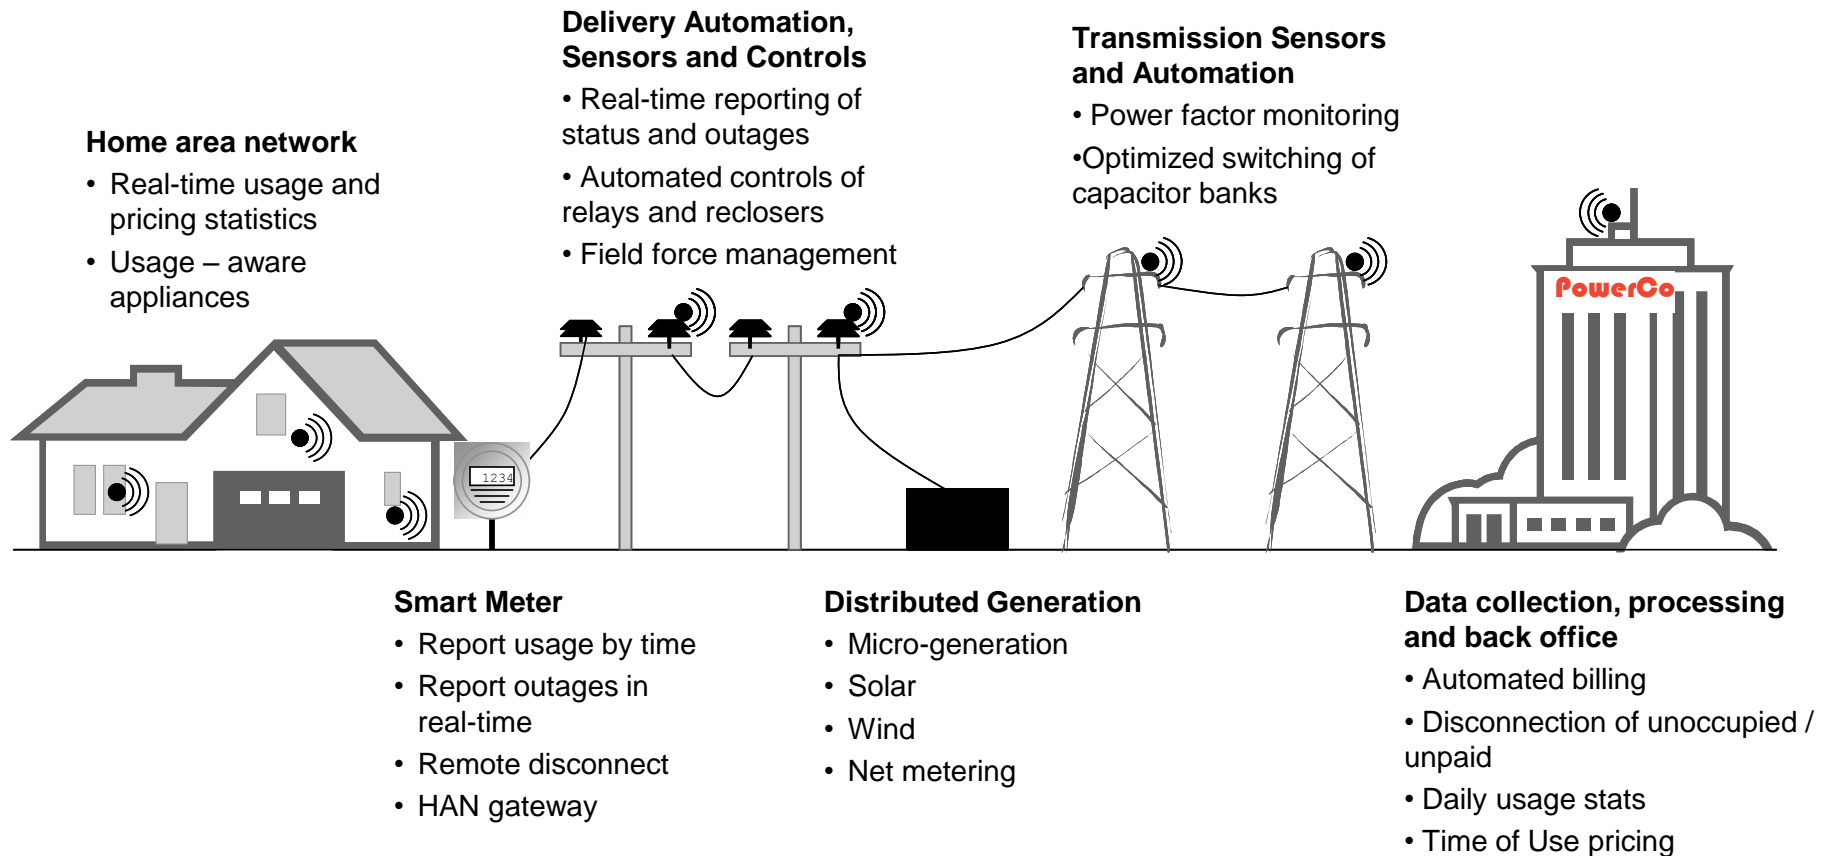 Delivery Automation,
Sensors and Controls
• Real-time reporting of
status and outages
• Automated controls of
relays and reclosers
• Field force management
Transmission Sensors
and Automation
• Power factor monitoring
•Optimized switching of
capacitor banks
Home area network
• Real-time usage and
pricing statistics
• Usage – aware
appliances
PowerCo
1234
Smart Meter
• Report usage by time
• Report outages in
real-time
• Remote disconnect
• HAN gateway
Distributed Generation
• Micro-generation
• Solar
• Wind
• Net metering
Data collection, processing
and back office
• Automated billing
• Disconnection of unoccupied /
unpaid
• Daily usage stats
• Time of Use pricing